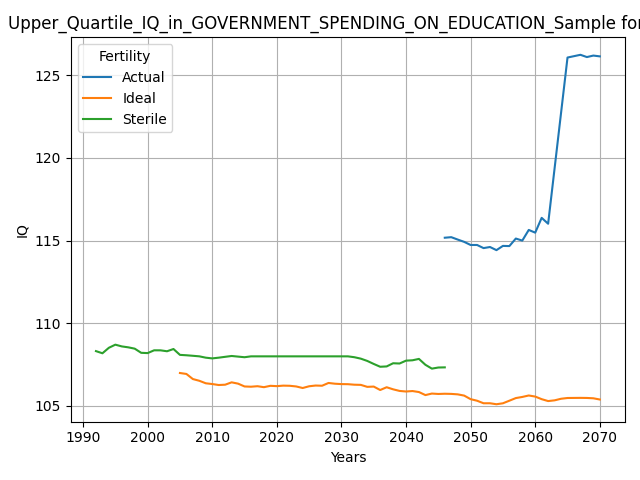 Upper_Quartile_IQ_in_GOVERNMENT_SPENDING_ON_EDUCATION_Sample for
Fertility
Actual
Ideal
Sterile
125
120
115
110
105
IQ
1990 2000 2010 2020 2030 2040 2050 2060 2070
Years